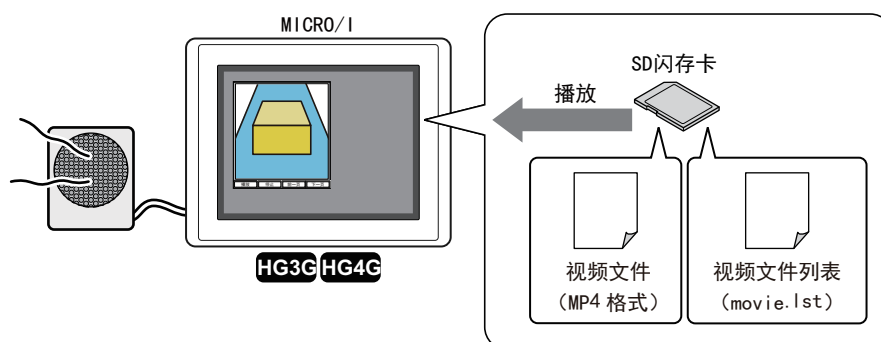 MICRO/I
SD闪存卡
播放
HG3G HG4G
视频文件
（MP4 格式）
视频文件列表
（movie.lst）